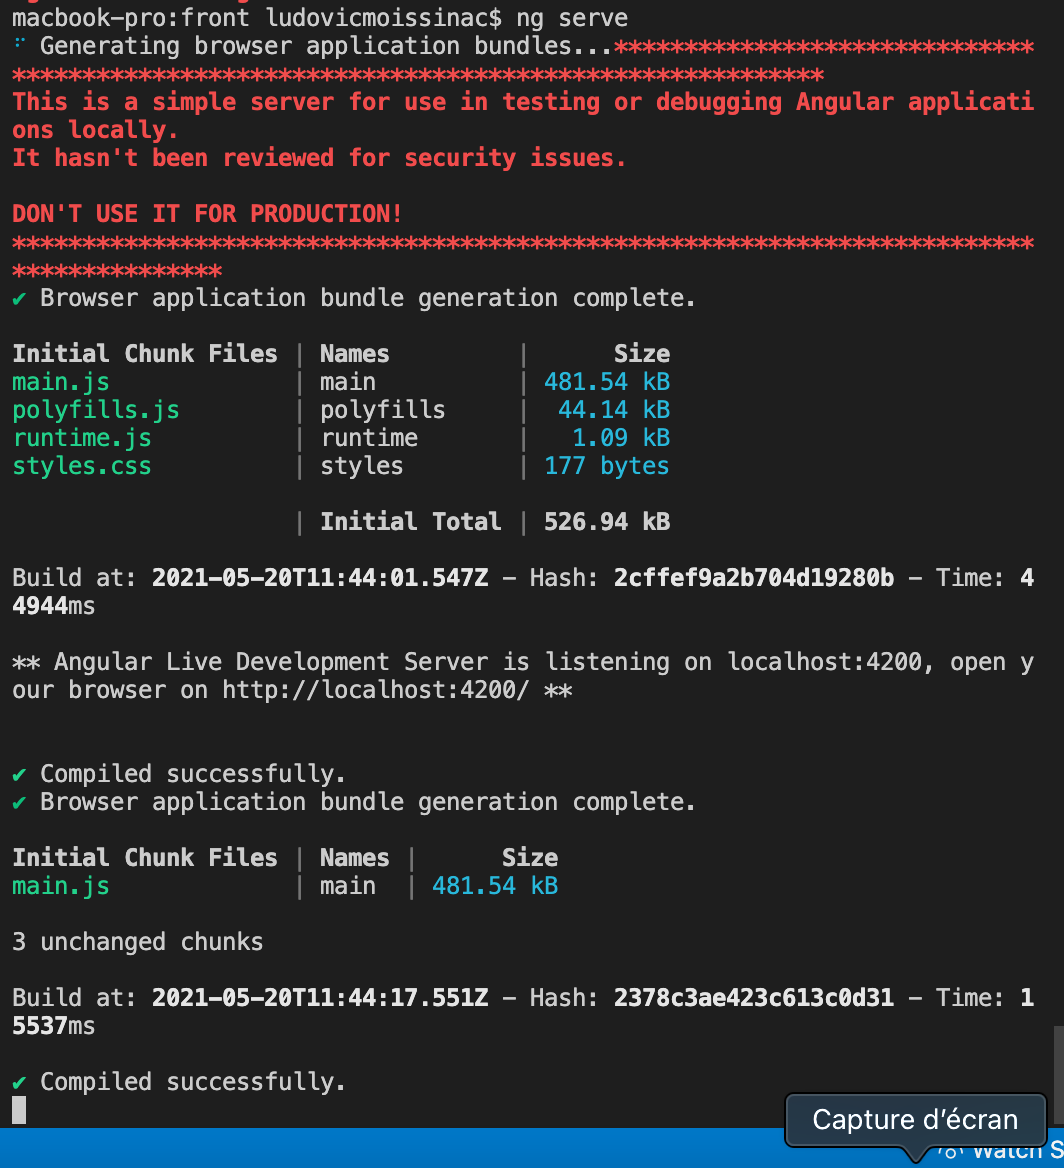 macbook-pro:front ludovicmoissinac$ ng serve
⠋ Generating browser application bundles...******************************
**********************************************************
This is a simple server for use in testing or debugging Angular applicati
ons locally.
It hasn't been reviewed for security issues.
DON'T USE IT FOR PRODUCTION!
*************************************************************************
***************
✔ Browser application bundle generation complete.
Initial Chunk Files | Names | Size
main.js | main | 481.54 kB
polyfills.js | polyfills | 44.14 kB
runtime.js | runtime | 1.09 kB
styles.css | styles | 177 bytes
| Initial Total | 526.94 kB
Build at: 2021-05-20T11:44:01.547Z - Hash: 2cffef9a2b704d19280b - Time: 4
4944ms
** Angular Live Development Server is listening on localhost:4200, open y
our browser on http://localhost:4200/ **
✔ Compiled successfully.
✔ Browser application bundle generation complete.
Initial Chunk Files | Names | Size
main.js | main | 481.54 kB
3 unchanged chunks
Build at: 2021-05-20T11:44:17.551Z - Hash: 2378c3ae423c613c0d31 - Time: 1
5537ms
✔ Compiled successfully.
Capture d’écran
Watch S